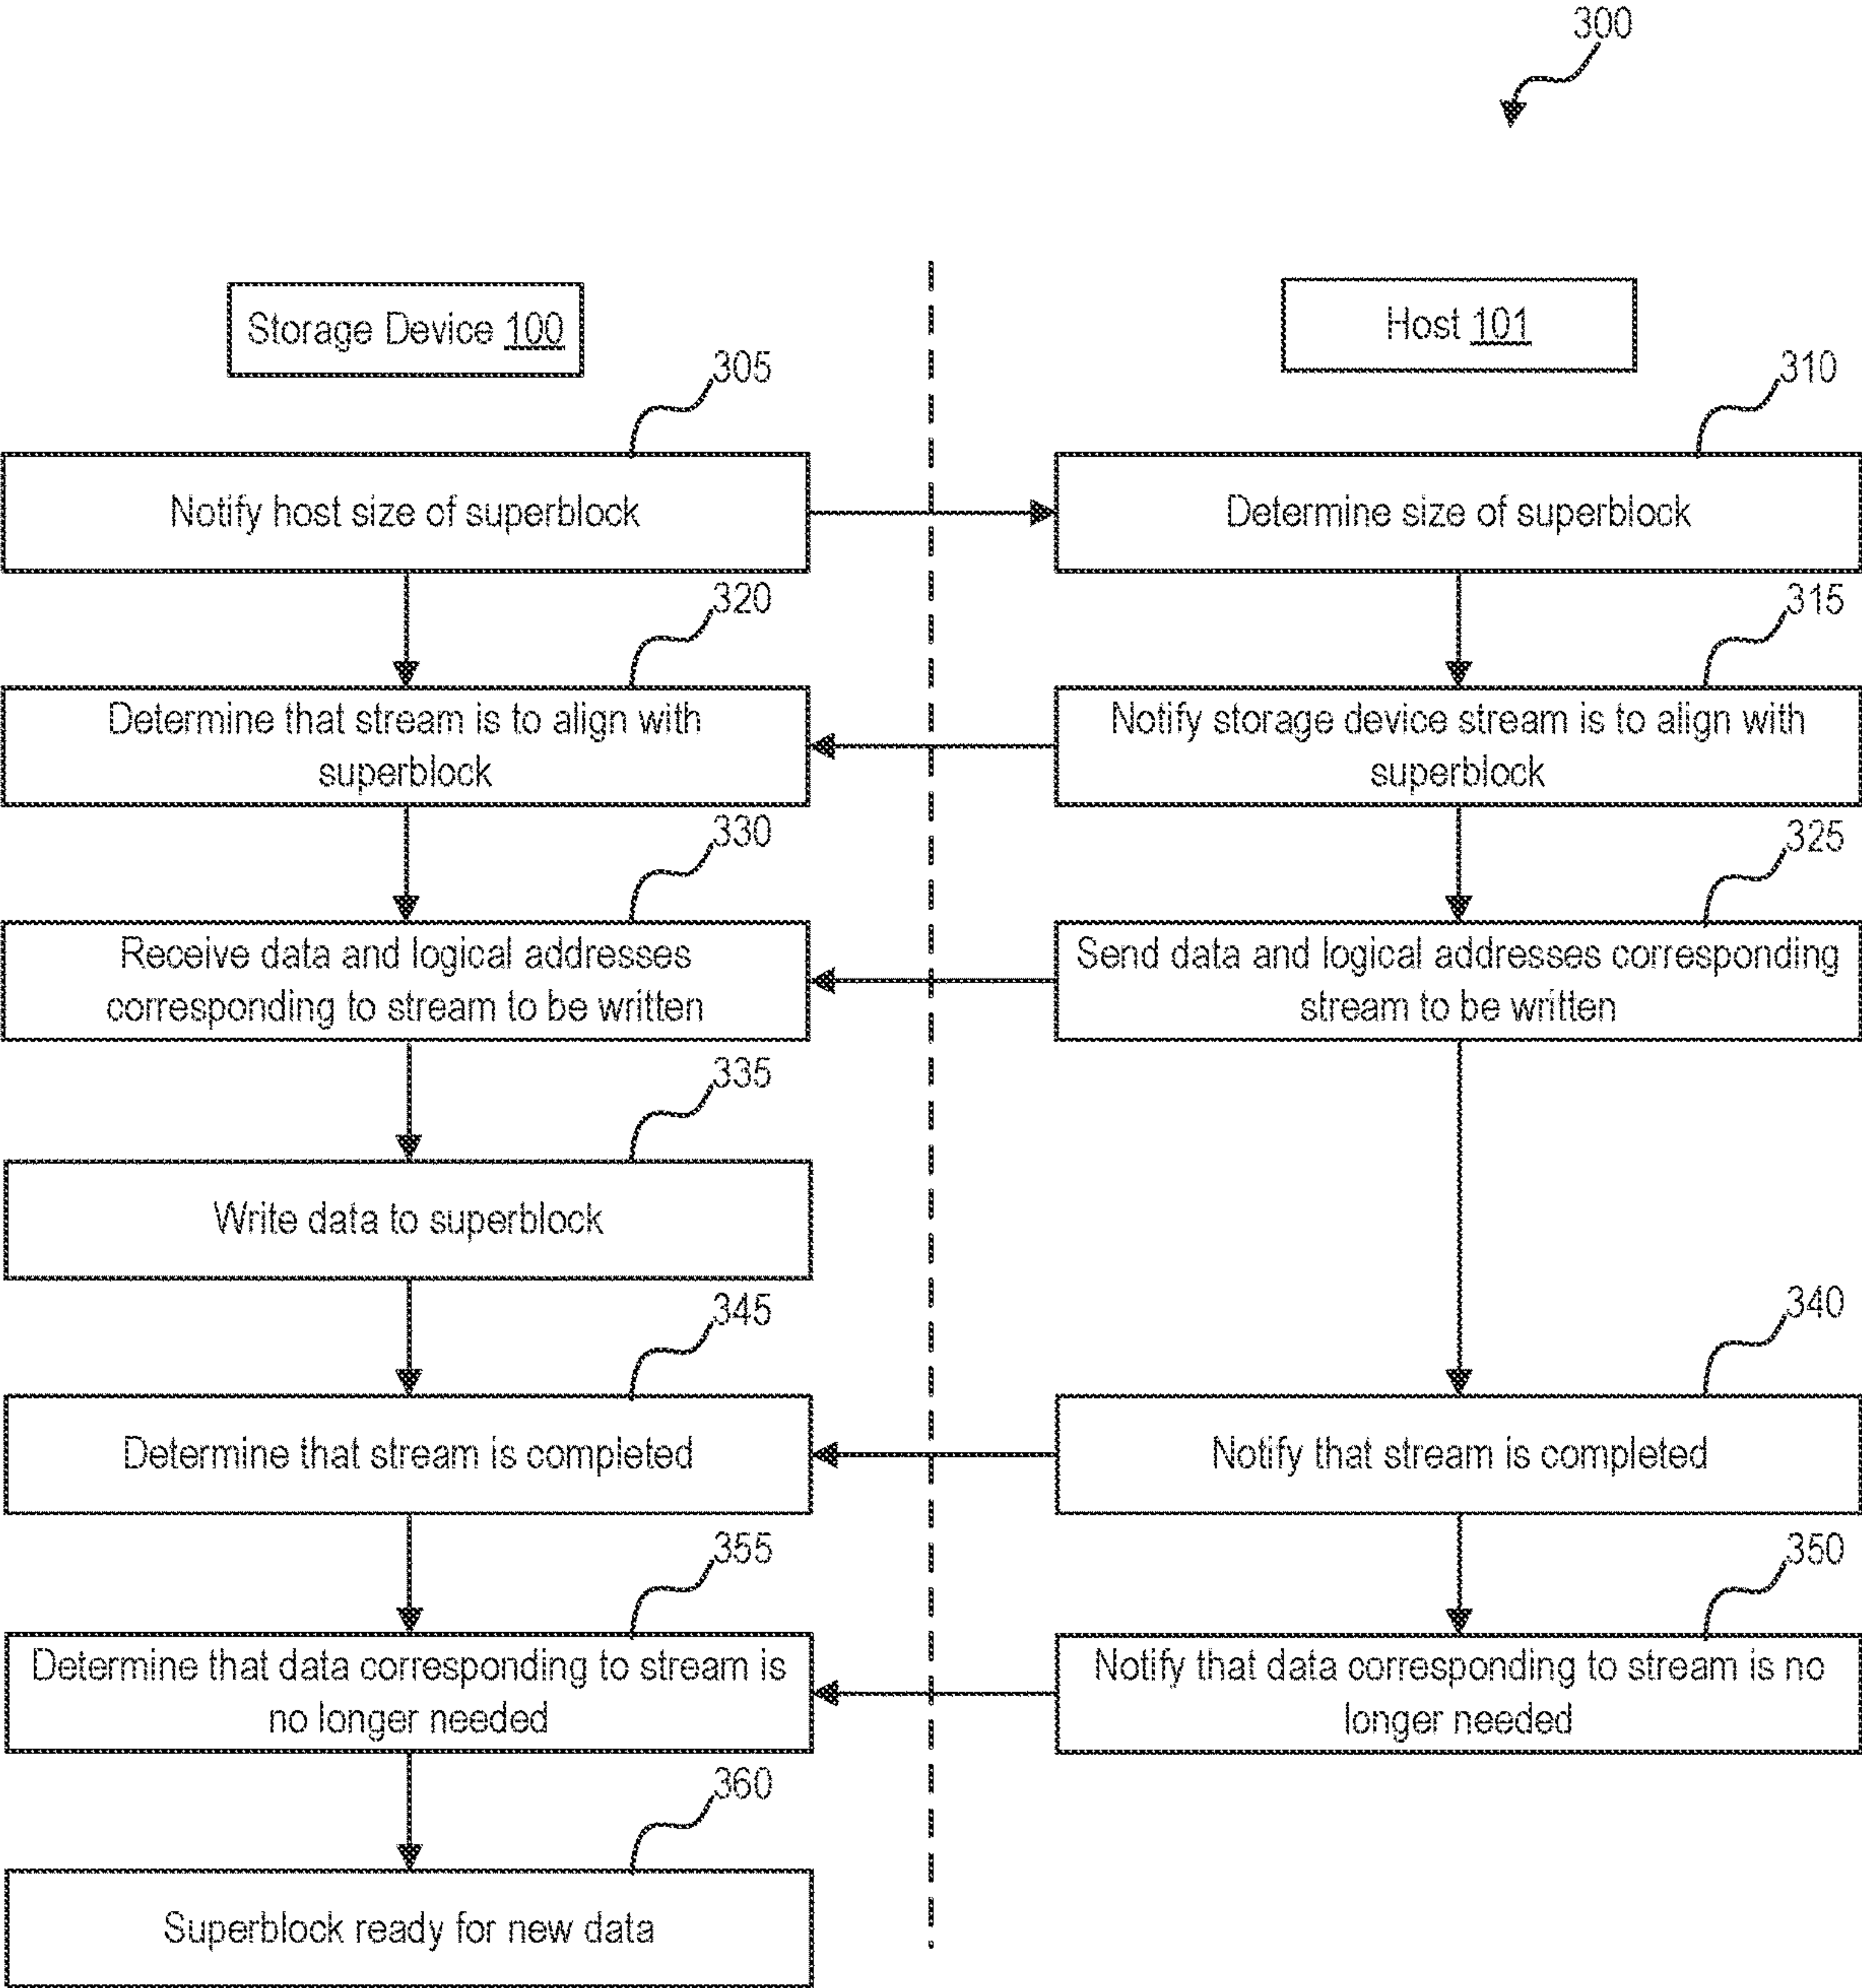 300
Storage Device 100
Host 101
305
310
Notify host size of superblock
Determine size of superblock
320
315
Determine that stream is to align with
superblock
Notify storage device stream is to align with
superblock
330
325
Receive data and logical addresses
corresponding to stream to be written
Send data and logical addresses corresponding
stream to be written
335
Write data to superblock
345
340
Determine that stream is completed
Notify that stream is completed
355
350
Determine that data corresponding to stream is
no longer needed
Notify that data corresponding to stream is no
longer needed
360
Superblock ready for new data